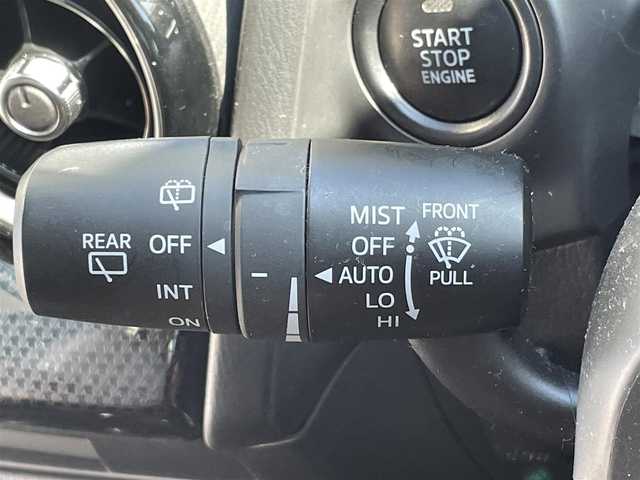 START
STOP
ENGINE
REAR
OFF
INT
ON
MIST
OFF
AUTO
LO
HI
FRONT
PULL